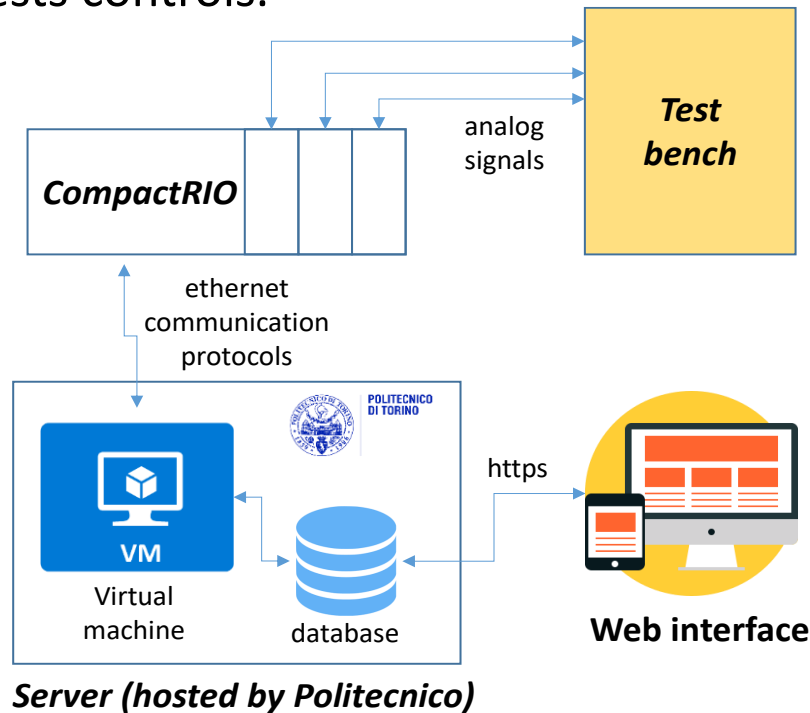 ests controls.
Test
bench
analog
signals
CompactRIO
ethernet
communication
protocols
POLITECNICO
DI TORINO
https
VM
Virtual
machine
database
Web interface
Server (hosted by Politecnico)